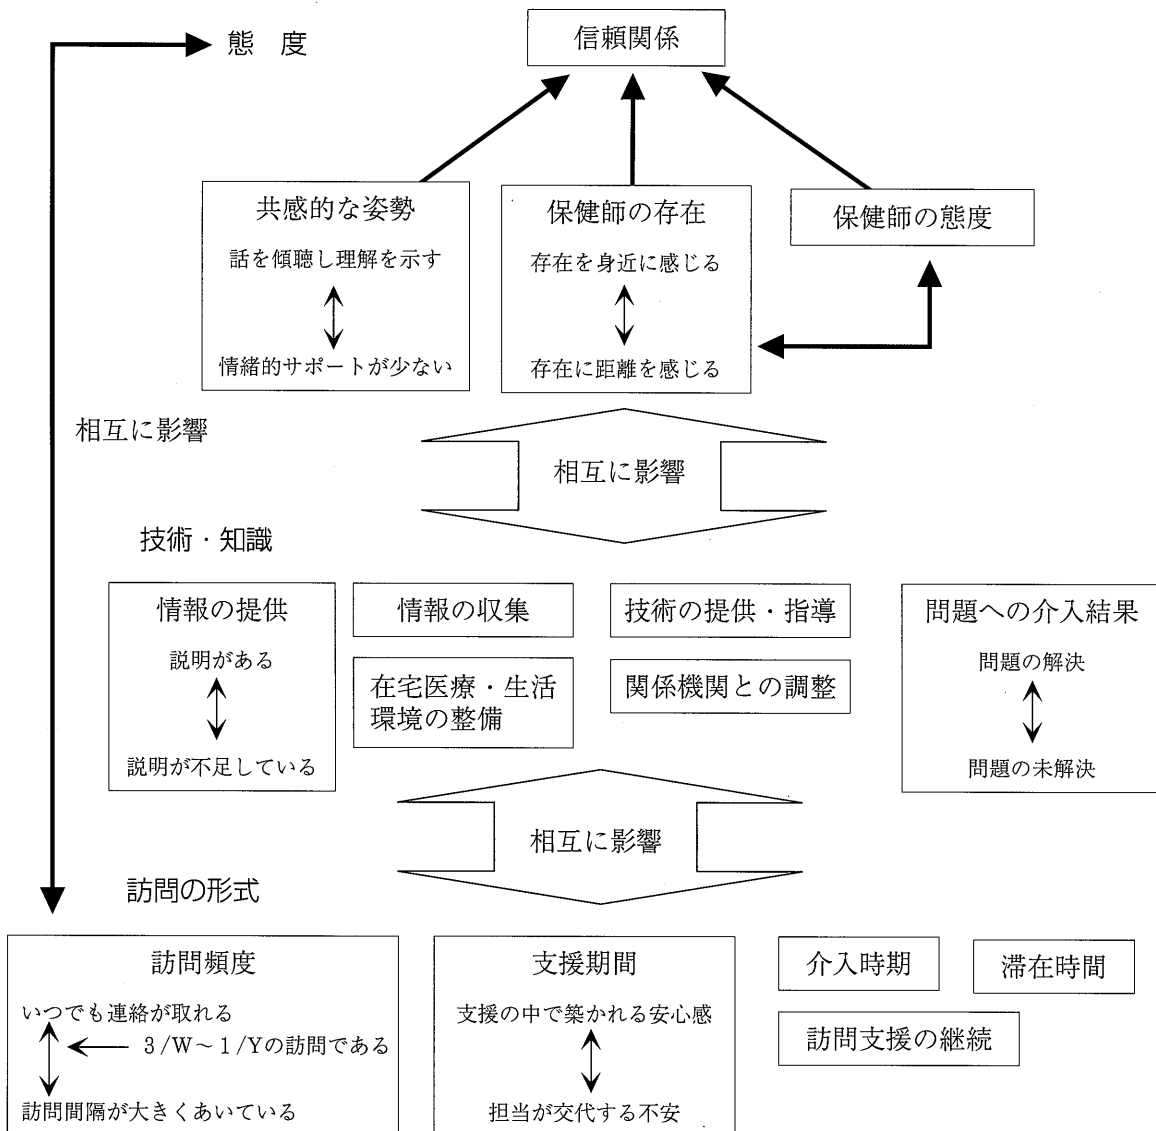 態　度
信頼関係
共感的な姿勢
話を傾聴し理解を示す
情緒的サポートが少ない
保健師の存在
存在を身近に感じる
存在に距離を感じる
保健師の態度
相互に影響
相互に影響
技術・知識
情報の提供
説明がある
説明が不足している
情報の収集
技術の提供・指導
在宅医療・生活
環境の整備
関係機関との調整
問題への介入結果
問題の解決
問題の未解決
相互に影響
訪問の形式
訪問頻度
いつでも連絡が取れる
3/W～1/Yの訪問である
訪問間隔が大きくあいている
支援期間
支援の中で築かれる安心感
担当が交代する不安
介入時期
滞在時間
訪問支援の継続